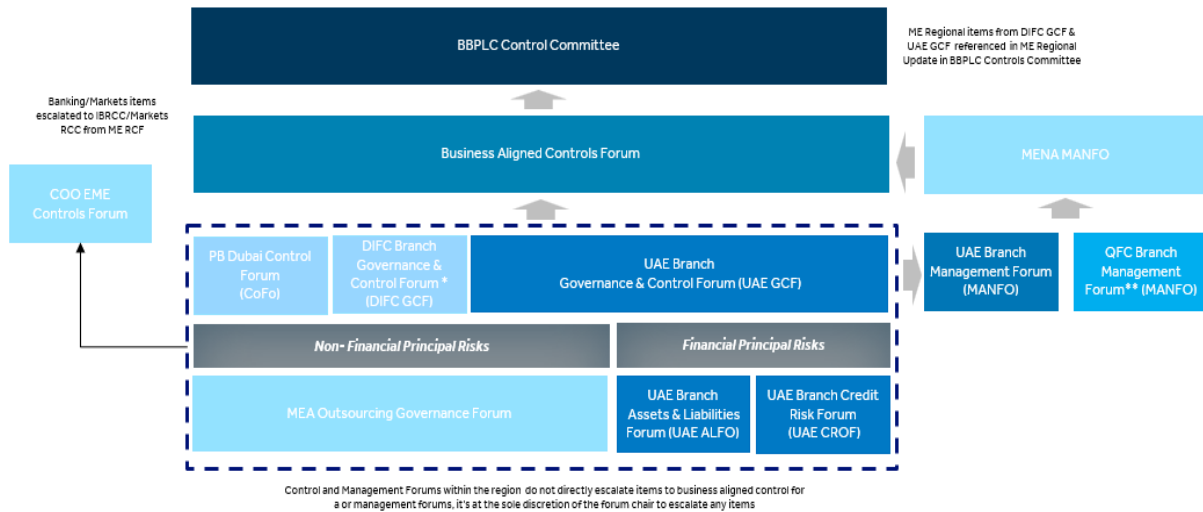 BBPLC Control Committee
ME Regional items from DIFC GCF &
UAE GCF referenced in ME Regional
Update in BBPLC Controls Committee
Banking/Markets items
escalated to IBRCC/Markets
RCC from ME RCF
Business Aligned Controls Forum
MENA MANFO
COO EME
Controls Forum
PB Dubai Control
Forum
(CoFo)
DIFC Branch
Governance &
Control Forum *
(DIFC GCF)
UAE Branch
Governance & Control Forum (UAE GCF)
UAE Branch
Management Forum
(MANFO)
QFC Branch
Management
Forum** (MANFO)
Non- Financial Principal Risks
Financial Principal Risks
MEA Outsourcing Governance Forum
UAE Branch
Assets & Liabilities
Forum (UAE ALFO)
UAE Branch Credit
Risk Forum
(UAE CROF)
Control and Management Forums within the region do not directly escalate items to business aligned control for
a or management forums, it's at the sole discretion of the forum chair to escalate any items